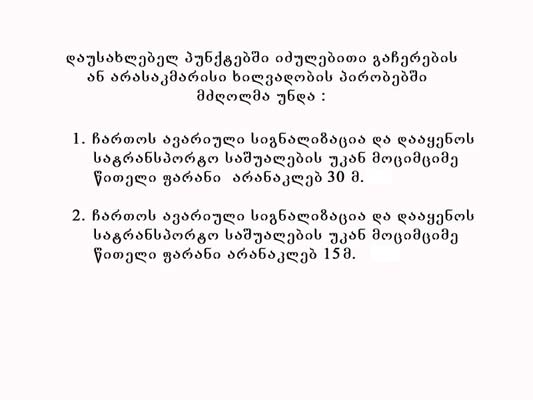 დაუსახლებელ პუნქტებში იძულებითი გაჩერების
ან არასაკმარისი ხილვადობის პირობებში
მძღოლმა უნდა :
1. ჩართოს ავარიული სიგნალიზაცია და დააყენოს
სატრანსპორტო საშუალების უკან მოციმციმე
წითელი ფარანი არანაკლებ 30 მ.
2. ჩართოს ავარიული სიგნალიზაცია და დააყენოს
სატრანსპორტო საშუალების უკან მოციმციმე
წითელი ფარანი არანაკლებ 15 მ.